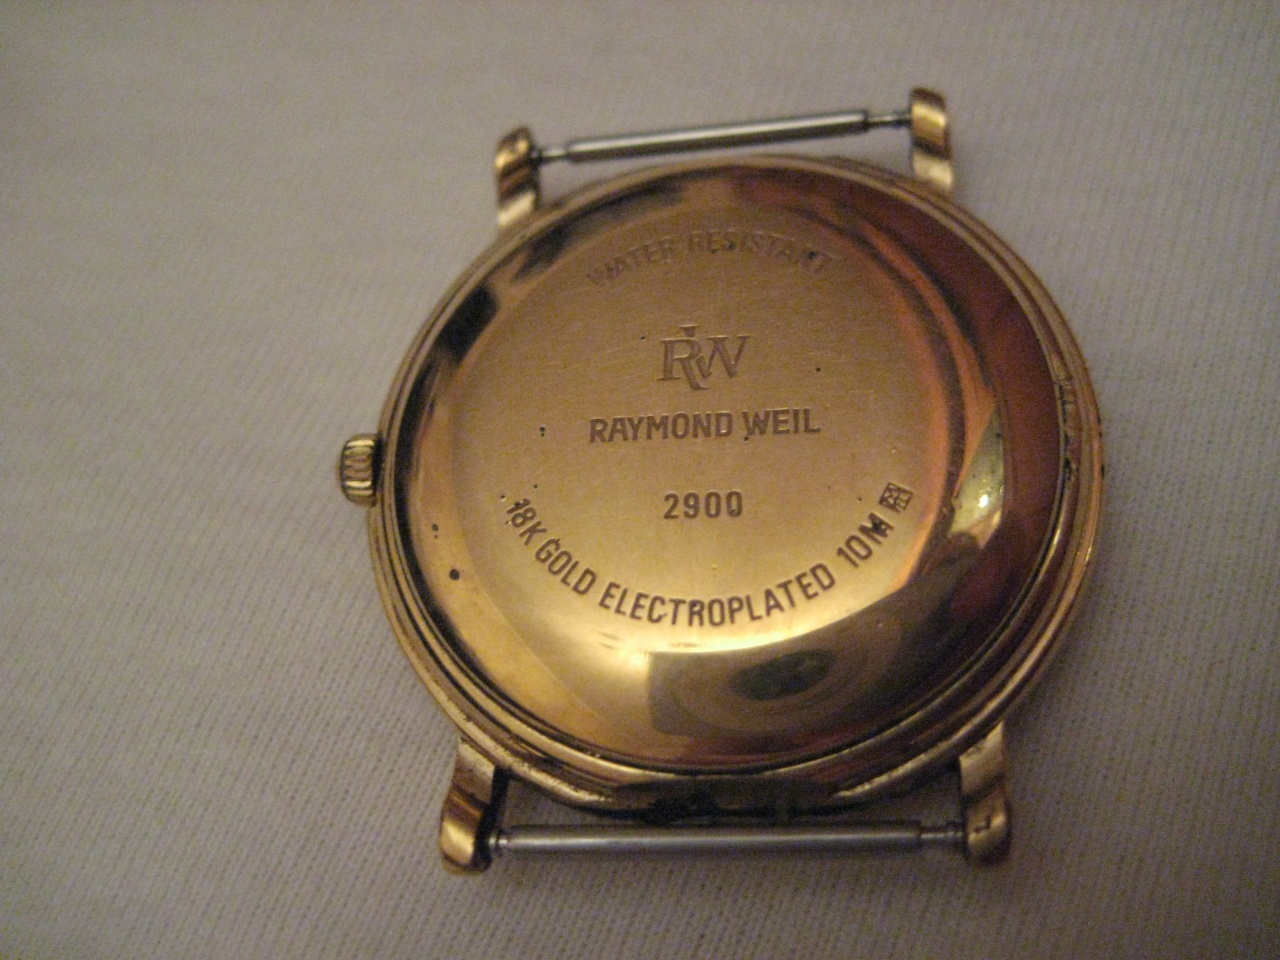 WATER RESISTANT
RW
RAYMOND WEIL
2900
18K GOLD ELECTROPLATED 10M